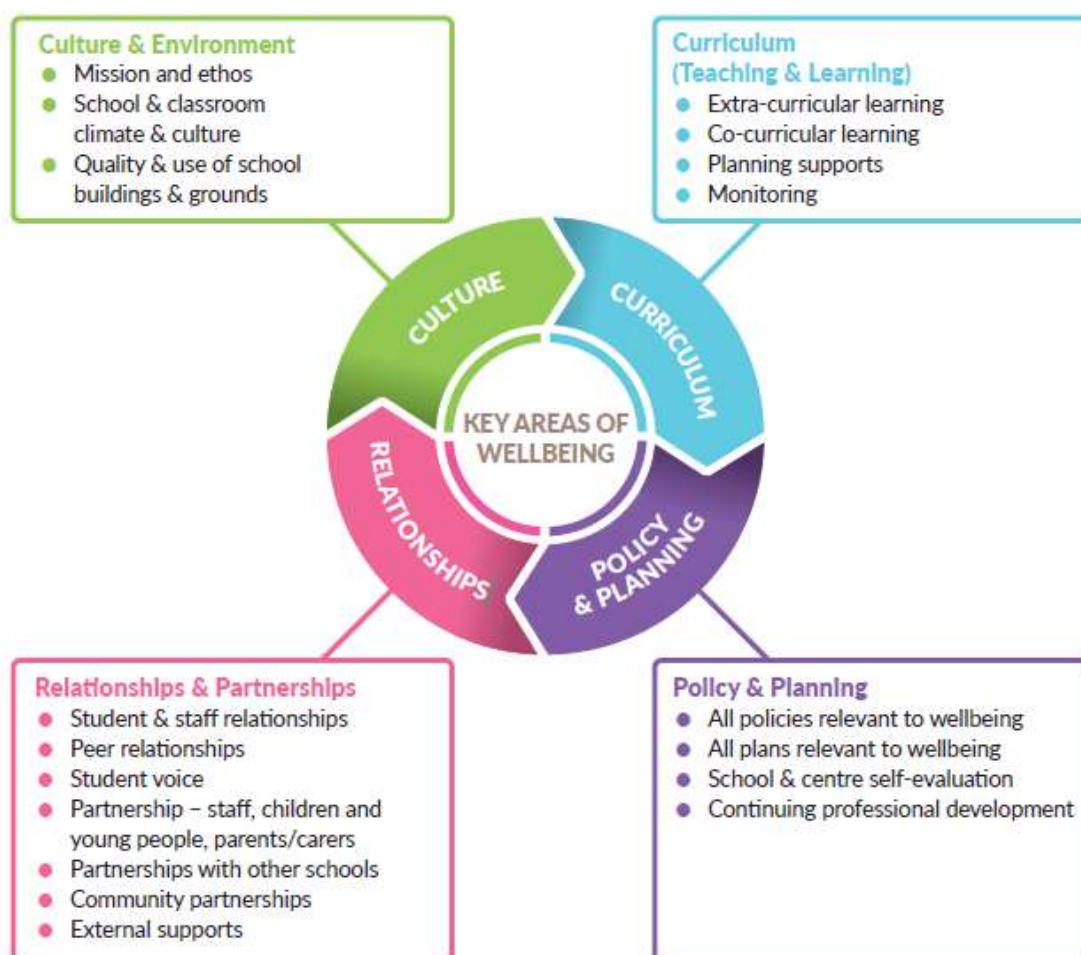 Culture & Environment
● Mission and ethos
● School & classroom
climate & culture
● Quality & use of school
buildings & grounds
Curriculum
(Teaching & Learning)
● Extra-curricular learning
● Co-curricular learning
● Planning supports
● Monitoring
CULTURE
CURRICULUM
KEY AREAS OF
WELLBEING
RELATIONSHIPS
POLICY
& PLANNING
Relationships & Partnerships
● Student & staff relationships
● Peer relationships
● Student voice
● Partnership – staff, children and
young people, parents/carers
● Partnerships with other schools
● Community partnerships
● External supports
Policy & Planning
● All policies relevant to wellbeing
● All plans relevant to wellbeing
● School & centre self-evaluation
● Continuing professional development